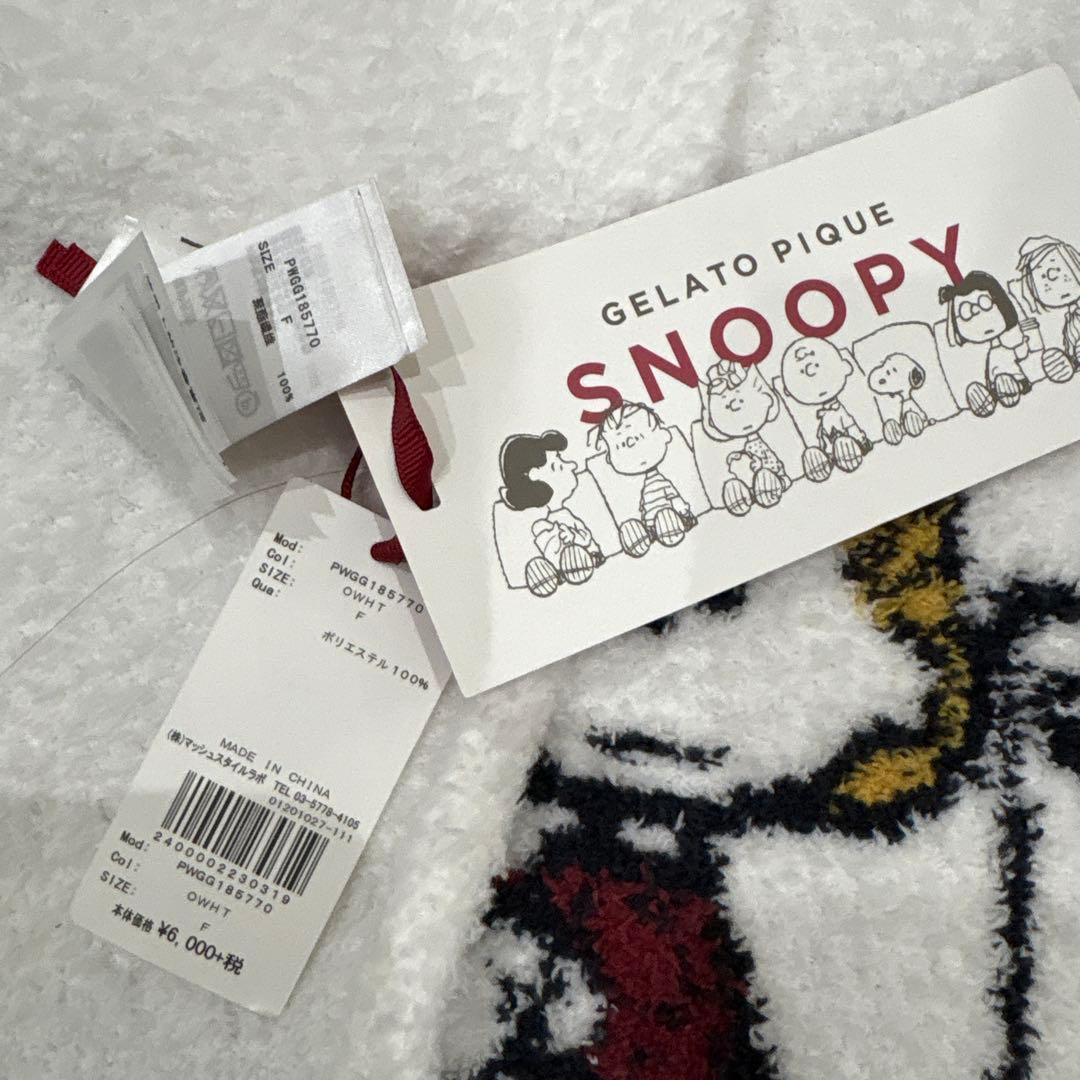 GELATO PIQUE
SNOOPY
PWGG185770
SIZE F
100%
Mod: PWGG185770
Col: OWHT
SIZE: F
Qua:
ポリエステル100%
MADE IN CHINA
(株)マッシュスタイルラボ TEL 03-5778-4105
01201027-111
2400002230319
Mod: PWGG185770
Col: OWHT
SIZE: F
本体価格 ¥6,000+税